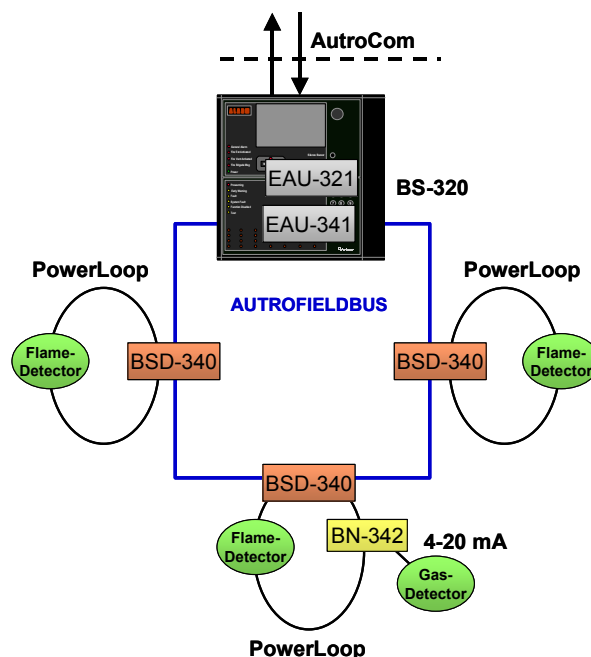 AutroCom
ALARM
EAU-321
EAU-341
BS-320
PowerLoop
PowerLoop
AUTROFIELDBUS
Flame-
Detector
BSD-340
BSD-340
Flame-
Detector
BSD-340
Flame-
Detector
BN-342
4-20 mA
Gas-
Detector
PowerLoop